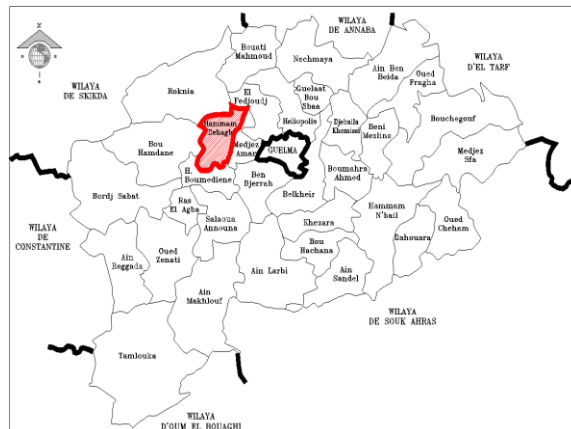 WILAYA
DE ANNABA
WILAYA
D'EL TARF
WILAYA
DE SKIKDA
Bouati
Mahmoud
Nechmaya
Ain Ben
Beida
Oued
Fragha
Roknia
El
Fedjoudj
Guelaat
Bou
Sbaa
Bouchegouf
Hammam
Debagh
Heliopolis
Djebala
Khemissi
Beni
Mezline
Medjez
Sfa
Bou
Hamdane
Medjez
Amar
GUELMA
H.
Boumediene
Ben
Djerrah
Boumahra
Ahmed
Bordj Sabat
Ras
El Agba
Belkheir
Hammam
N'bail
WILAYA
DE
CONSTANTINE
Salaoua
Announa
Khezara
Oued
Cheham
Dahouara
Bou
Hachana
Ain
Reggada
Oued
Zenati
Ain Larbi
Ain
Sandel
Ain
Makhlouf
WILAYA
DE SOUK AHRAS
Tamlouka
WILAYA
D'OUM EL BOUAGHI